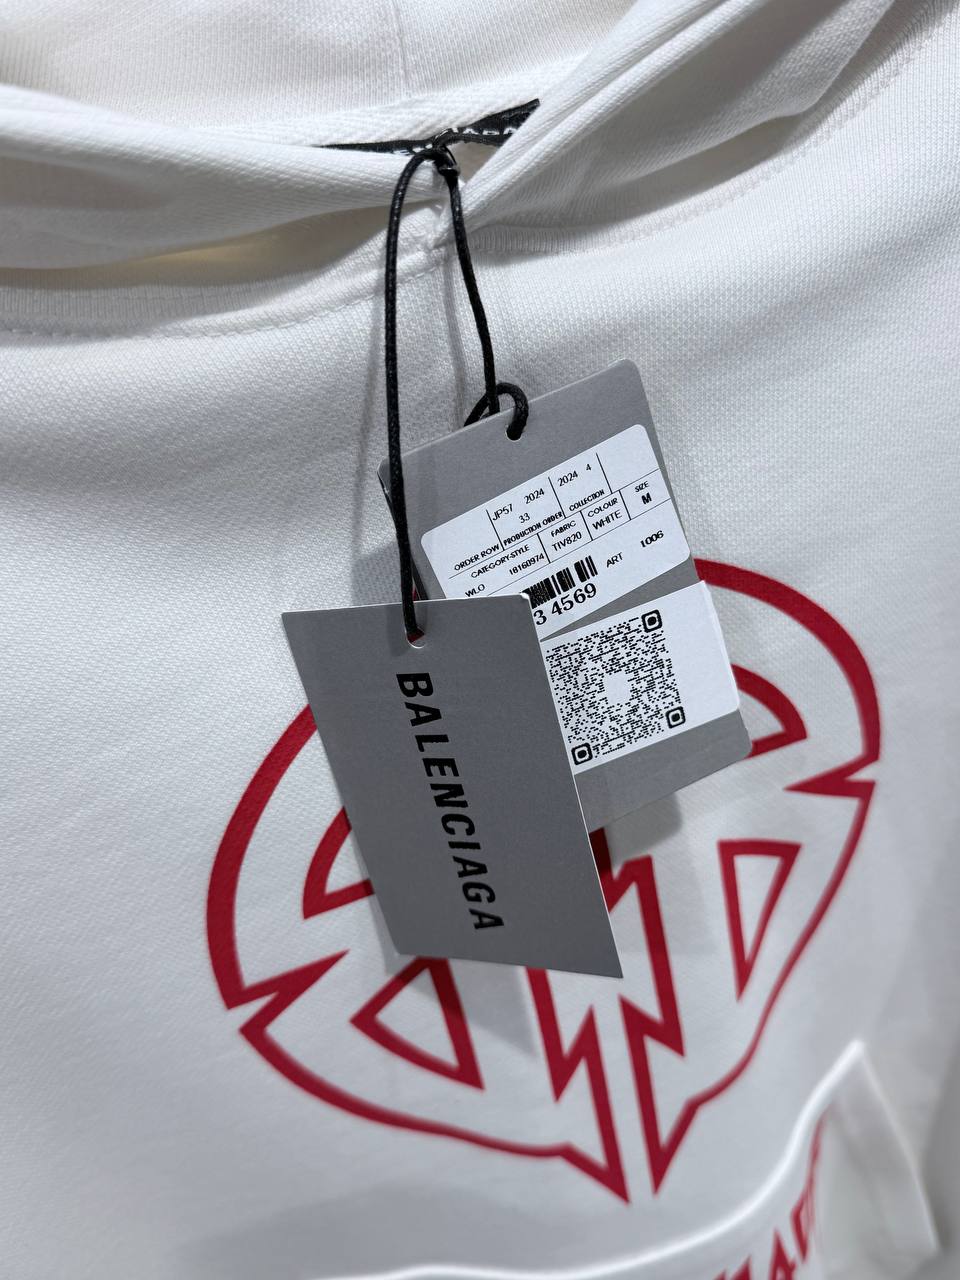 JP57 2024 2024 4
33
ORDER ROW PRODUCTION ORDER COLLECTION
CATEGORY-STYLE FABRIC COLOUR SIZE
WLO 18160974 TIV820 WHITE M
ART 1006
3 4569
BALENCIAGA